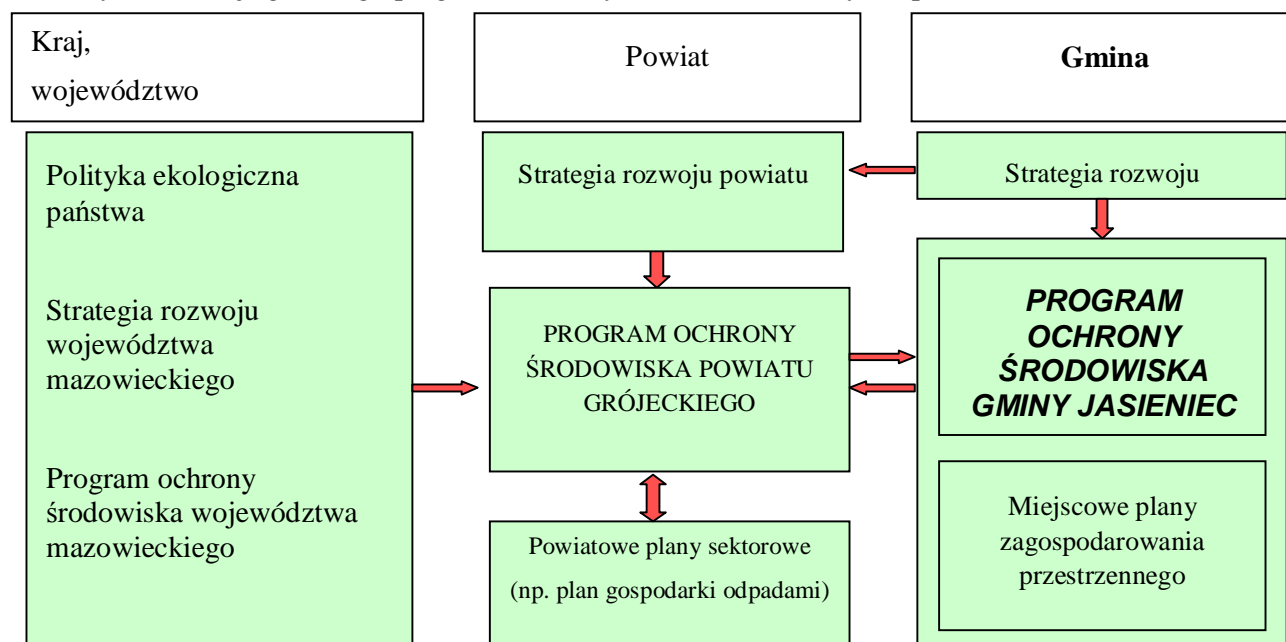 Kraj,
województwo
Powiat
Gmina
Polityka ekologiczna
państwa
Strategia rozwoju
województwa
mazowieckiego
Program ochrony
środowiska województwa
mazowieckiego
Strategia rozwoju powiatu
PROGRAM OCHRONY
ŚRODOWISKA POWIATU
GRÓJECKIEGO
Powiatowe plany sektorowe
(np. plan gospodarki odpadami)
Strategia rozwoju
PROGRAM
OCHRONY
ŚRODOWISKA
GMINY JASIENIEC
Miejscowe plany
zagospodarowania
przestrzennego